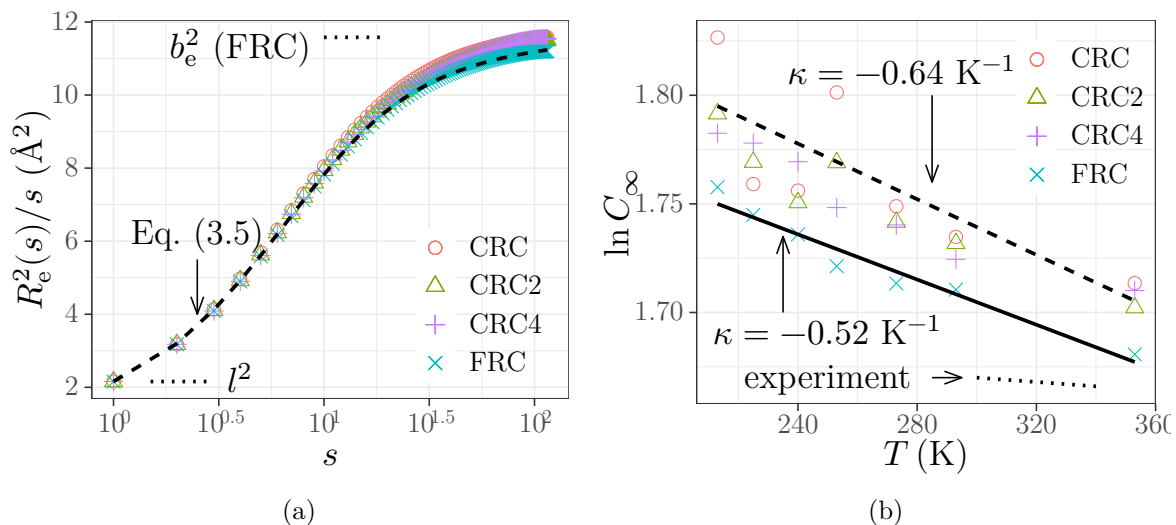 12
10
8
6
4
2
R_e^2(s)/s (Å^2)
b_e^2 (FRC)
Eq. (3.5)
l^2
CRC
CRC2
CRC4
FRC
10^0
10^0.5
10^1
10^1.5
10^2
s
(a)
1.80
1.75
1.70
ln C_∞
κ = −0.64 K^−1
CRC
CRC2
CRC4
FRC
κ = −0.52 K^−1
experiment
240
280
320
360
T (K)
(b)